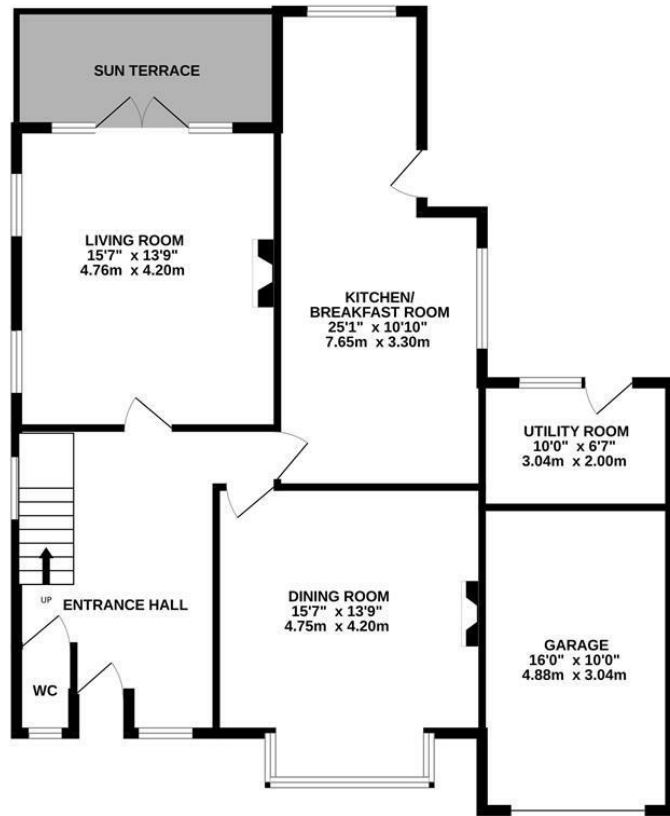 SUN TERRACE
LIVING ROOM
15'7" x 13'9"
4.76m x 4.20m
KITCHEN/
BREAKFAST ROOM
25'1" x 10'10"
7.65m x 3.30m
UTILITY ROOM
10'0" x 6'7"
3.04m x 2.00m
UP
ENTRANCE HALL
DINING ROOM
15'7" x 13'9"
4.75m x 4.20m
GARAGE
16'0" x 10'0"
4.88m x 3.04m
WC